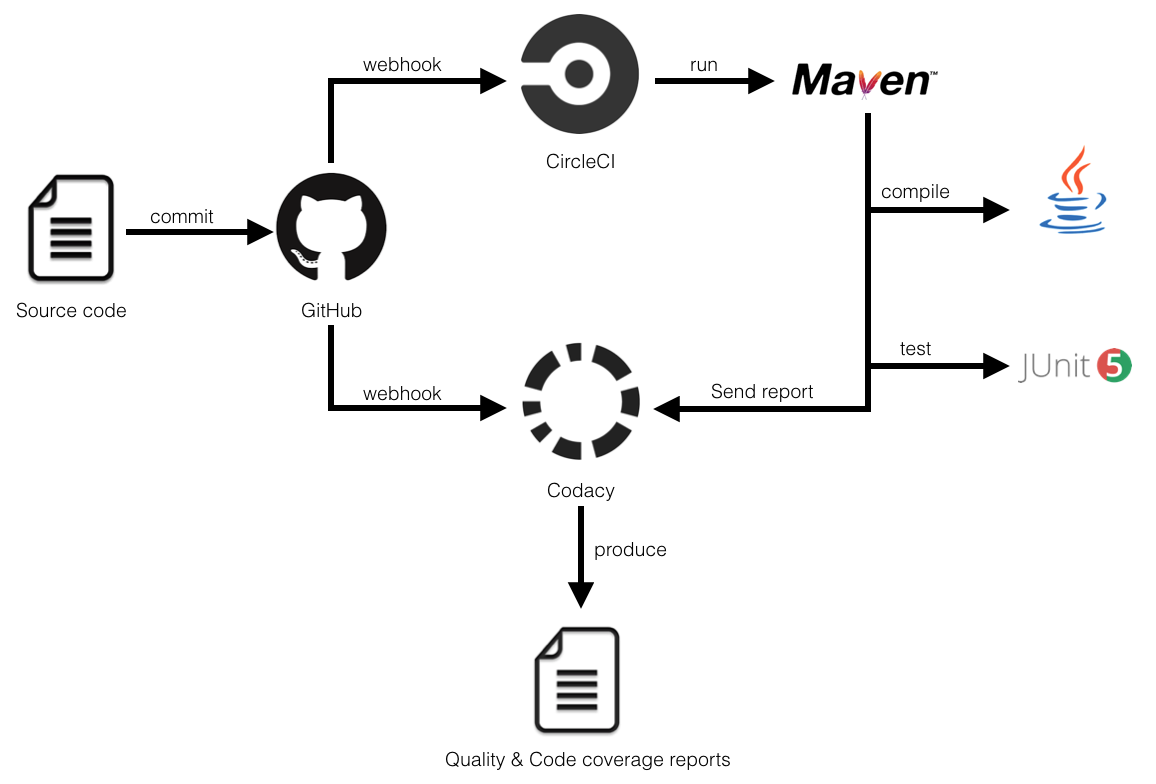 webhook
run
Maven™
CircleCI
compile
commit
Source code
GitHub
test
JUnit 5
webhook
Send report
Codacy
produce
Quality & Code coverage reports